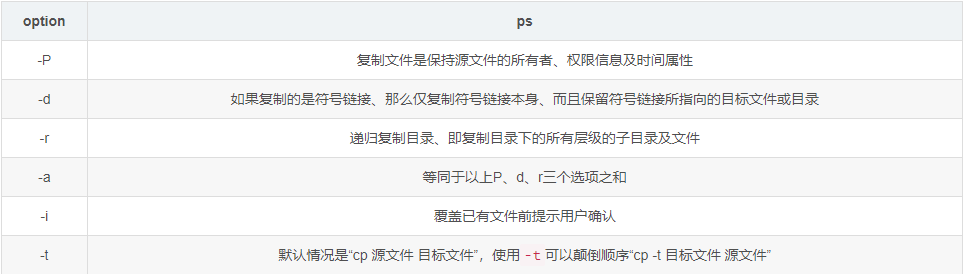 option ps
-P 复制文件是保持源文件的所有者、权限信息及时间属性
-d 如果复制的是符号链接、那么仅复制符号链接本身、而且保留符号链接所指向的目标文件或目录
-r 递归复制目录、即复制目录下的所有层级的子目录及文件
-a 等同于以上P、d、r三个选项之和
-i 覆盖已有文件前提示用户确认
-t 默认情况是“cp 源文件 目标文”，使用 -t 可以颠倒顺序“cp -t 目标文件 源文件”